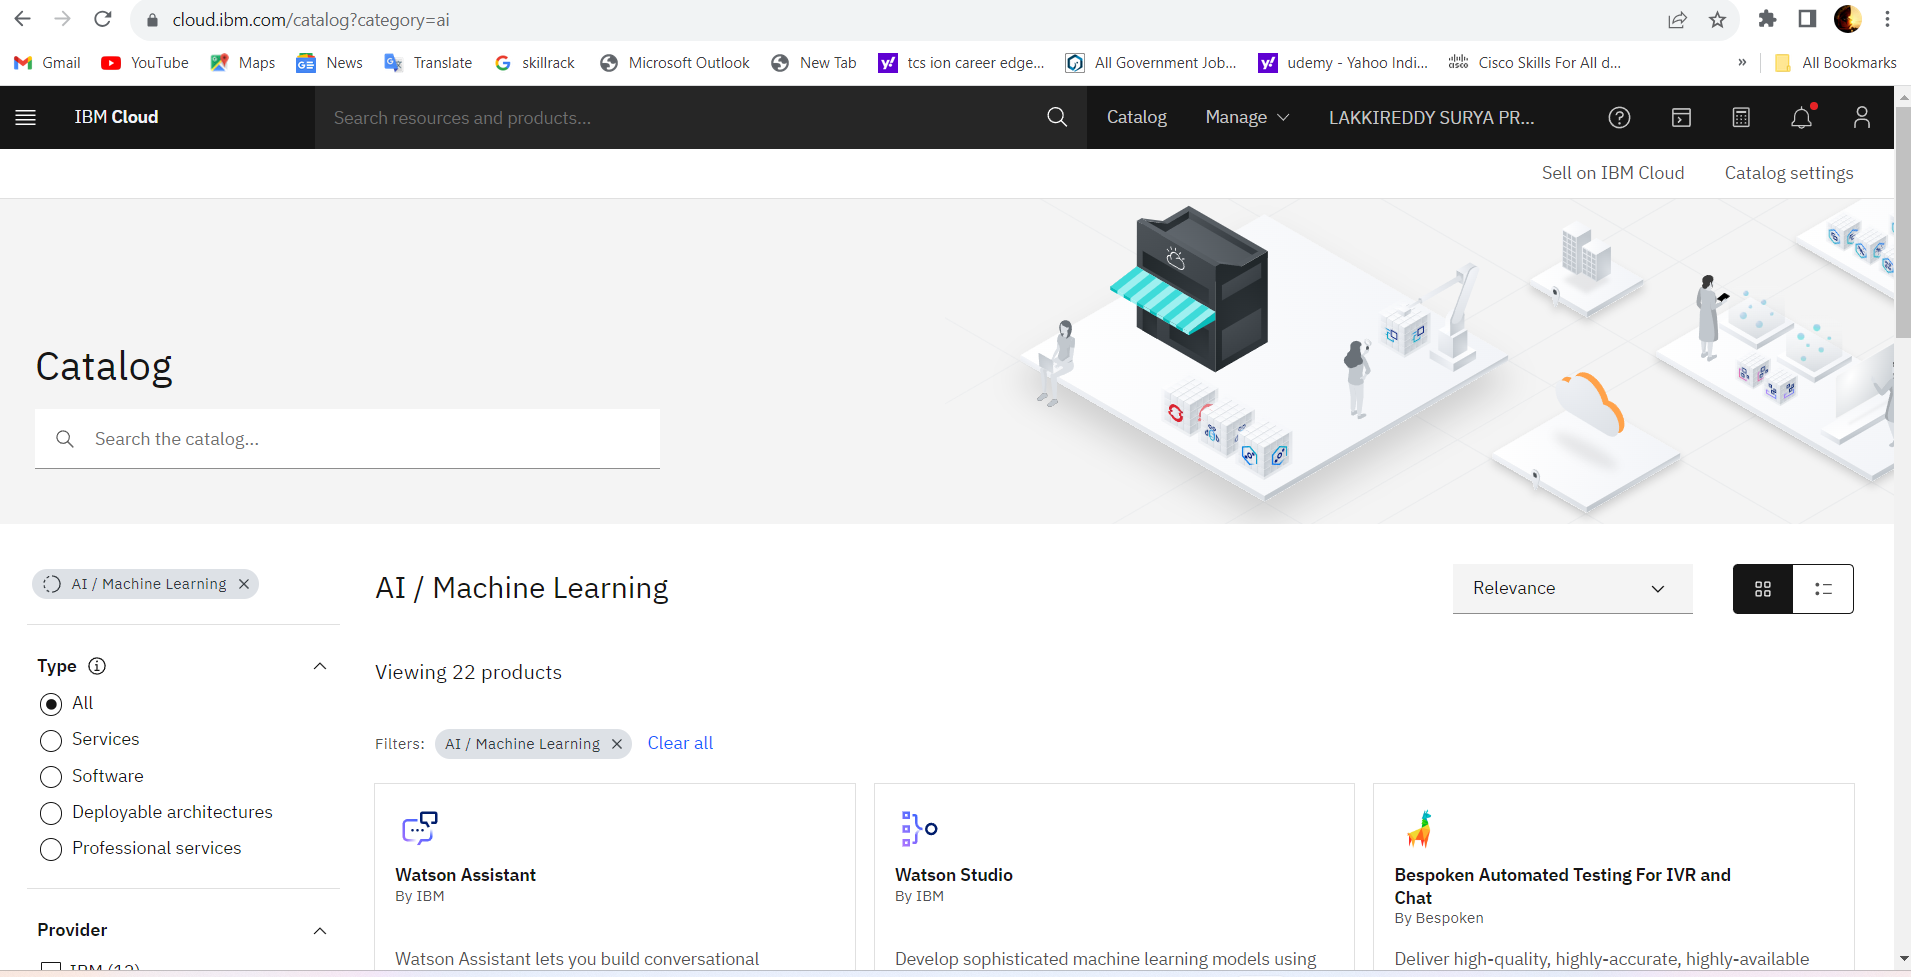 cloud.ibm.com/catalog?category=ai
Gmail YouTube Maps News Translate skillrack Microsoft Outlook New Tab tcs ion career edge... All Government Job... udemy - Yahoo Indi... Cisco Skills For All d... » All Bookmarks
IBM Cloud Search resources and products... Catalog Manage LAKKIREDDY SURYA PR...
Sell on IBM Cloud Catalog settings
Catalog
Search the catalog...
AI / Machine Learning
Type
All
Services
Software
Deployable architectures
Professional services
Provider
IBM (12)
AI / Machine Learning
Relevance
Viewing 22 products
Filters: AI / Machine Learning Clear all
Watson Assistant
By IBM
Watson Assistant lets you build conversational
Watson Studio
By IBM
Develop sophisticated machine learning models using
Bespoken Automated Testing For IVR and
Chat
By Bespoken
Deliver high-quality, highly-accurate, highly-available